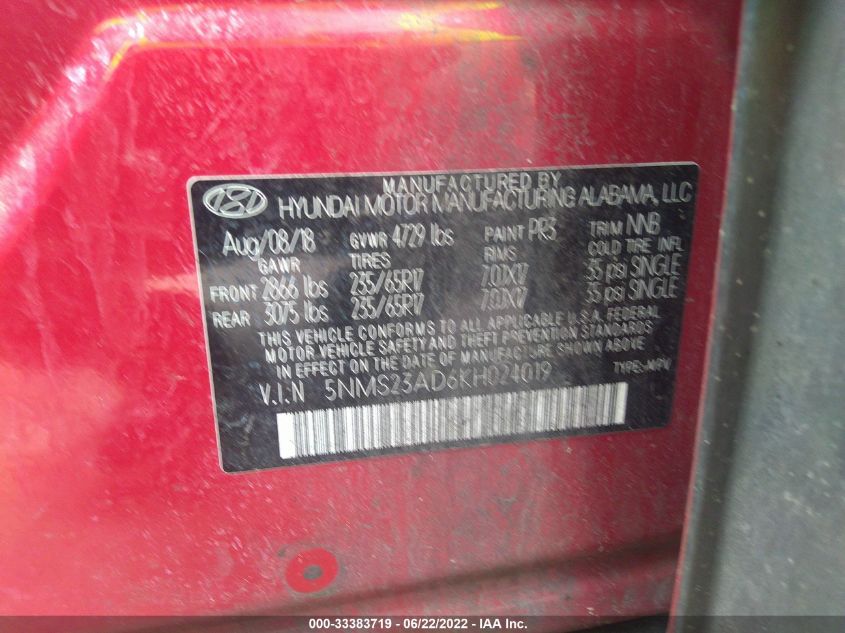 MANUFACTURED BY
HYUNDAI MOTOR MANUFACTURING ALABAMA, LLC
Aug/08/18 GVWR 4729 lbs PAINT PR3 TRIM NNB
GAWR TIRES RIMS COLD TIRE INFL
FRONT 2866 lbs 235/65R17 7.0JX17 35 psi SINGLE
REAR 3075 lbs 235/65R17 7.0JX17 35 psi SINGLE
THIS VEHICLE CONFORMS TO ALL APPLICABLE U.S.A. FEDERAL
MOTOR VEHICLE SAFETY AND THEFT PREVENTION STANDARDS
IN EFFECT ON THE DATE OF MANUFACTURE SHOWN ABOVE.
V.I.N 5NMS23AD6KH024019 TYPE:MPV
000-33383719 - 06/22/2022 - IAA Inc.